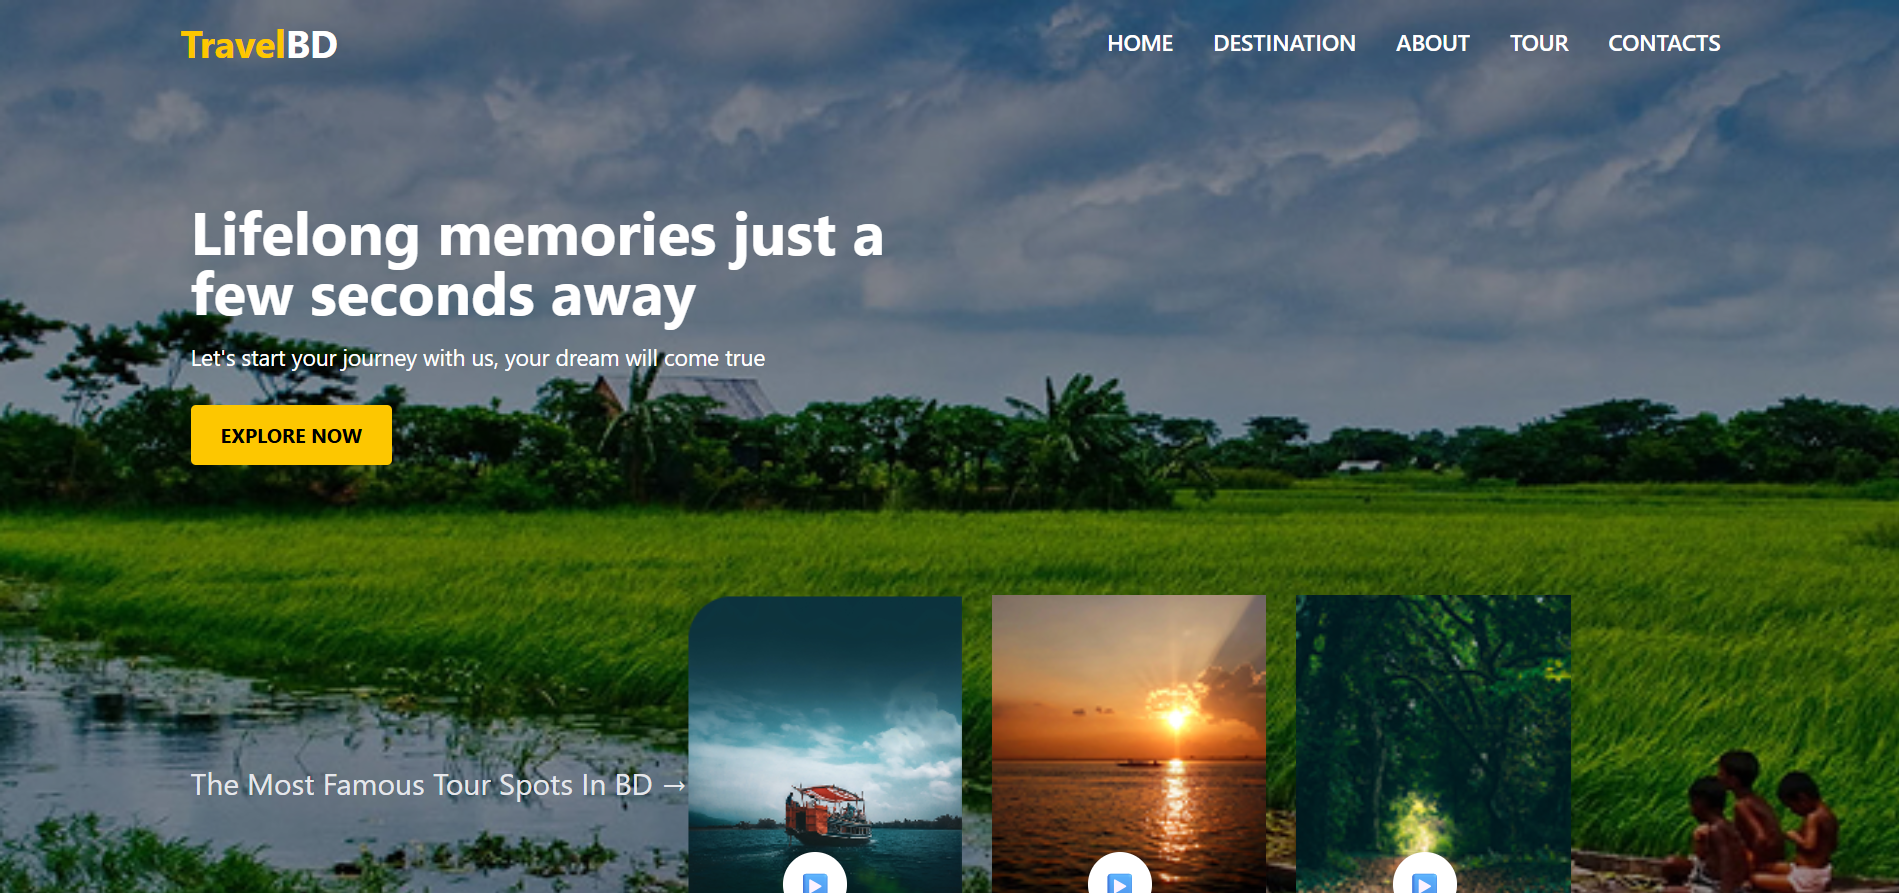 TravelBD
HOME DESTINATION ABOUT TOUR CONTACTS
Lifelong memories just a
few seconds away
Let's start your journey with us, your dream will come true
EXPLORE NOW
The Most Famous Tour Spots In BD →